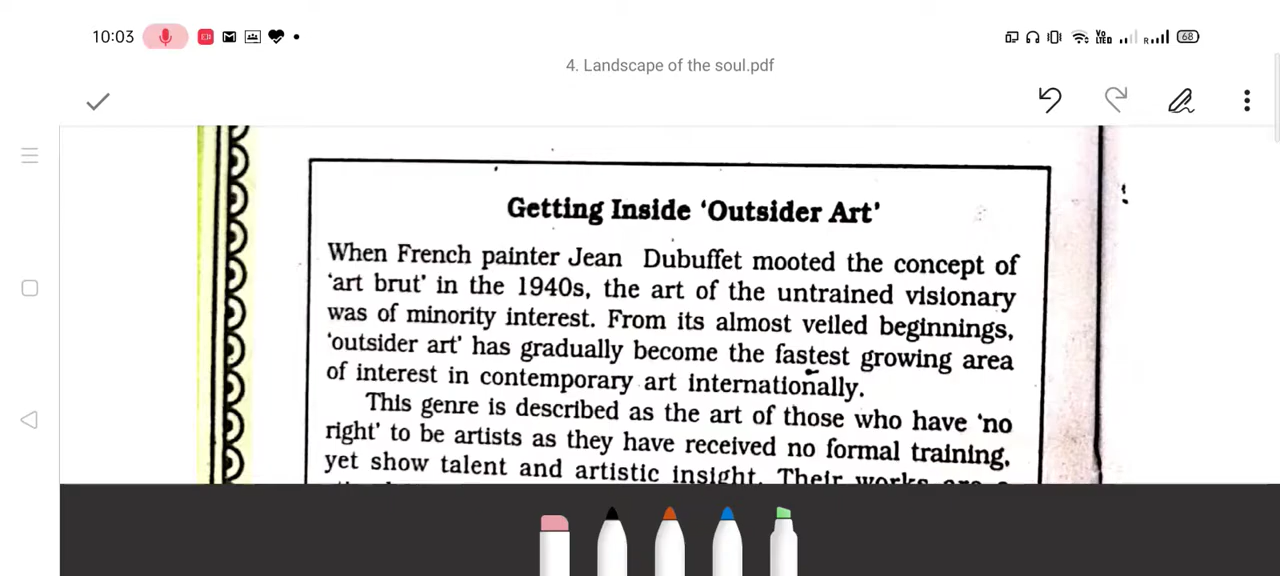 10:03
68
4. Landscape of the soul.pdf
Getting Inside 'Outsider Art'
When French painter Jean Dubuffet mooted the concept of
'art brut' in the 1940s, the art of the untrained visionary
was of minority interest. From its almost veiled beginnings,
'outsider art' has gradually become the fastest growing area
of interest in contemporary art internationally.
This genre is described as the art of those who have 'no
right' to be artists as they have received no formal training,
yet show talent and artistic insight. Their works are a